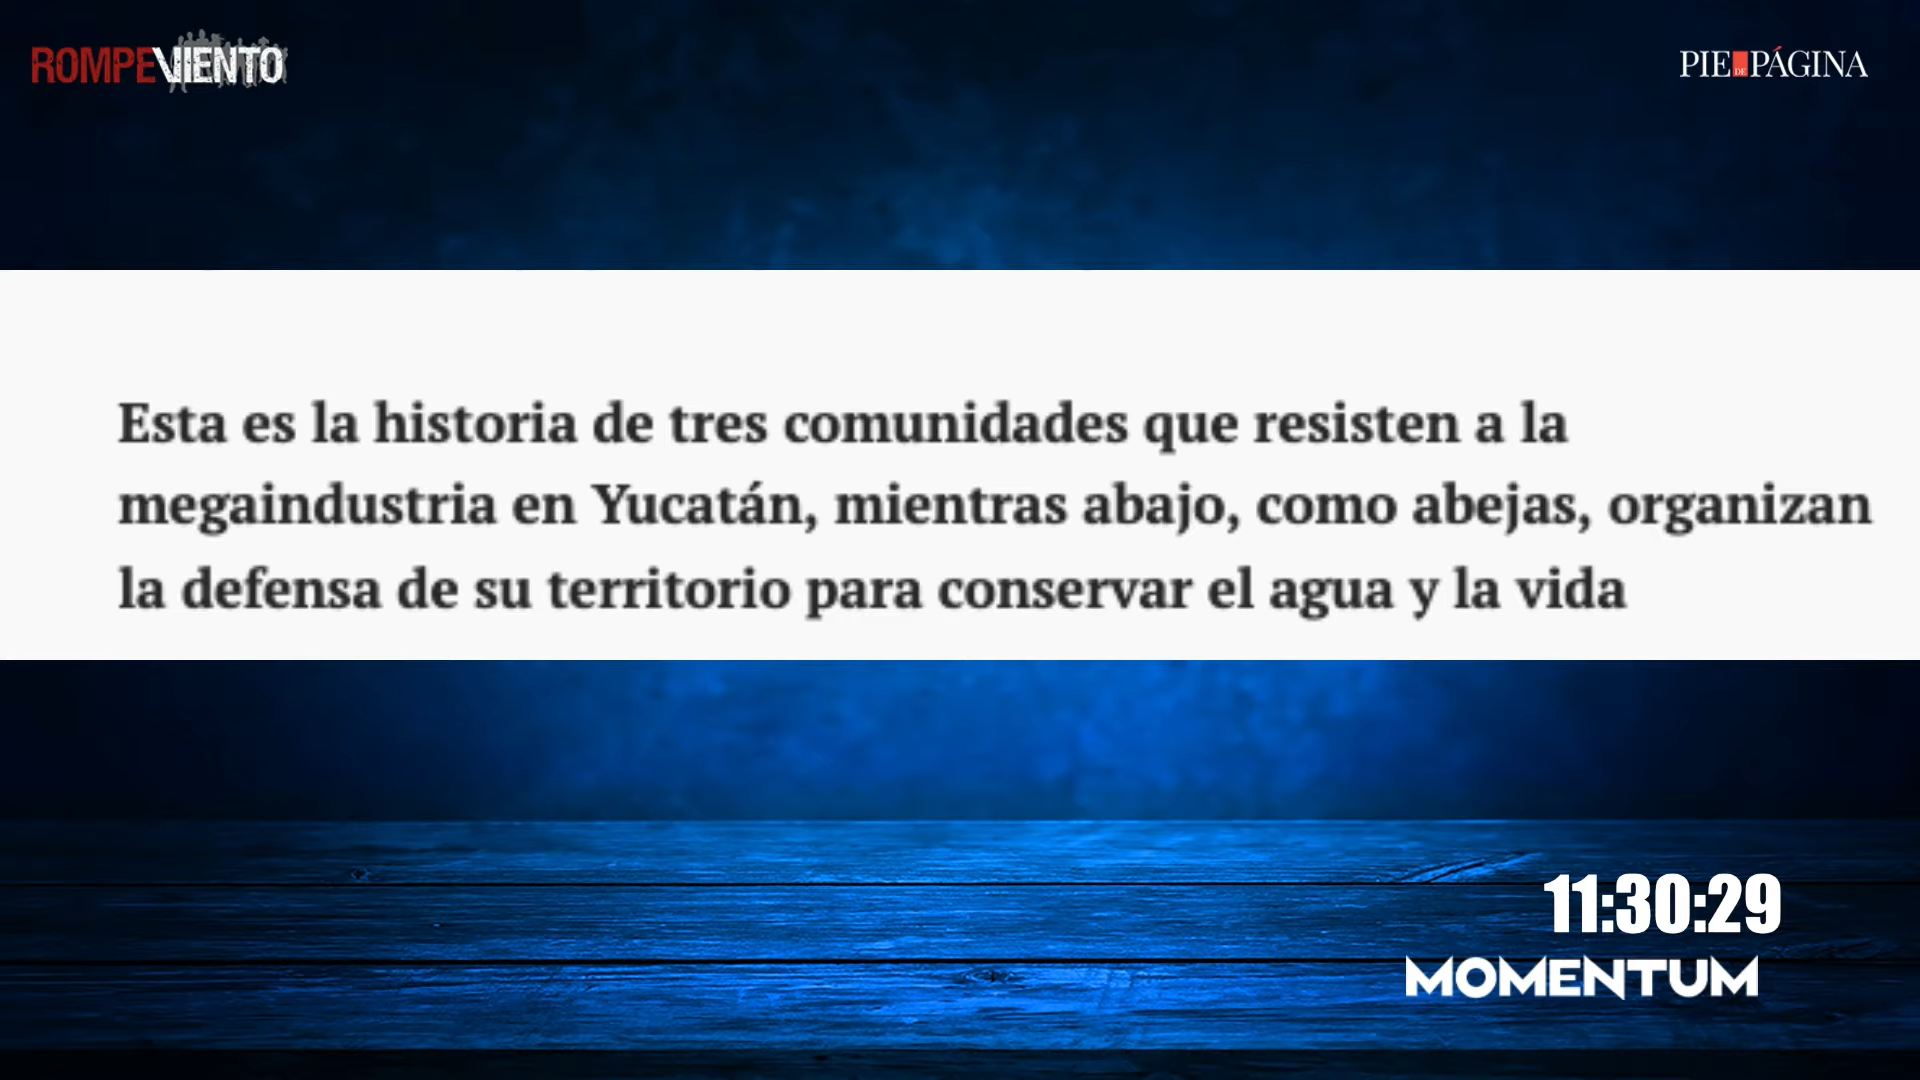 ROMPEVIENTO
PIE DE PÁGINA
Esta es la historia de tres comunidades que resisten a la
megaindustria en Yucatán, mientras abajo, como abejas, organizan
la defensa de su territorio para conservar el agua y la vida
11:30:29
MOMENTUM